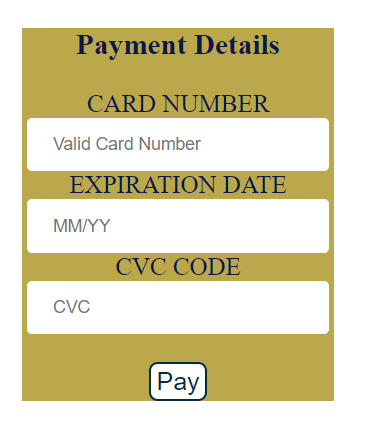 Payment Details
CARD NUMBER
Valid Card Number
EXPIRATION DATE
MM/YY
CVC CODE
CVC
Pay